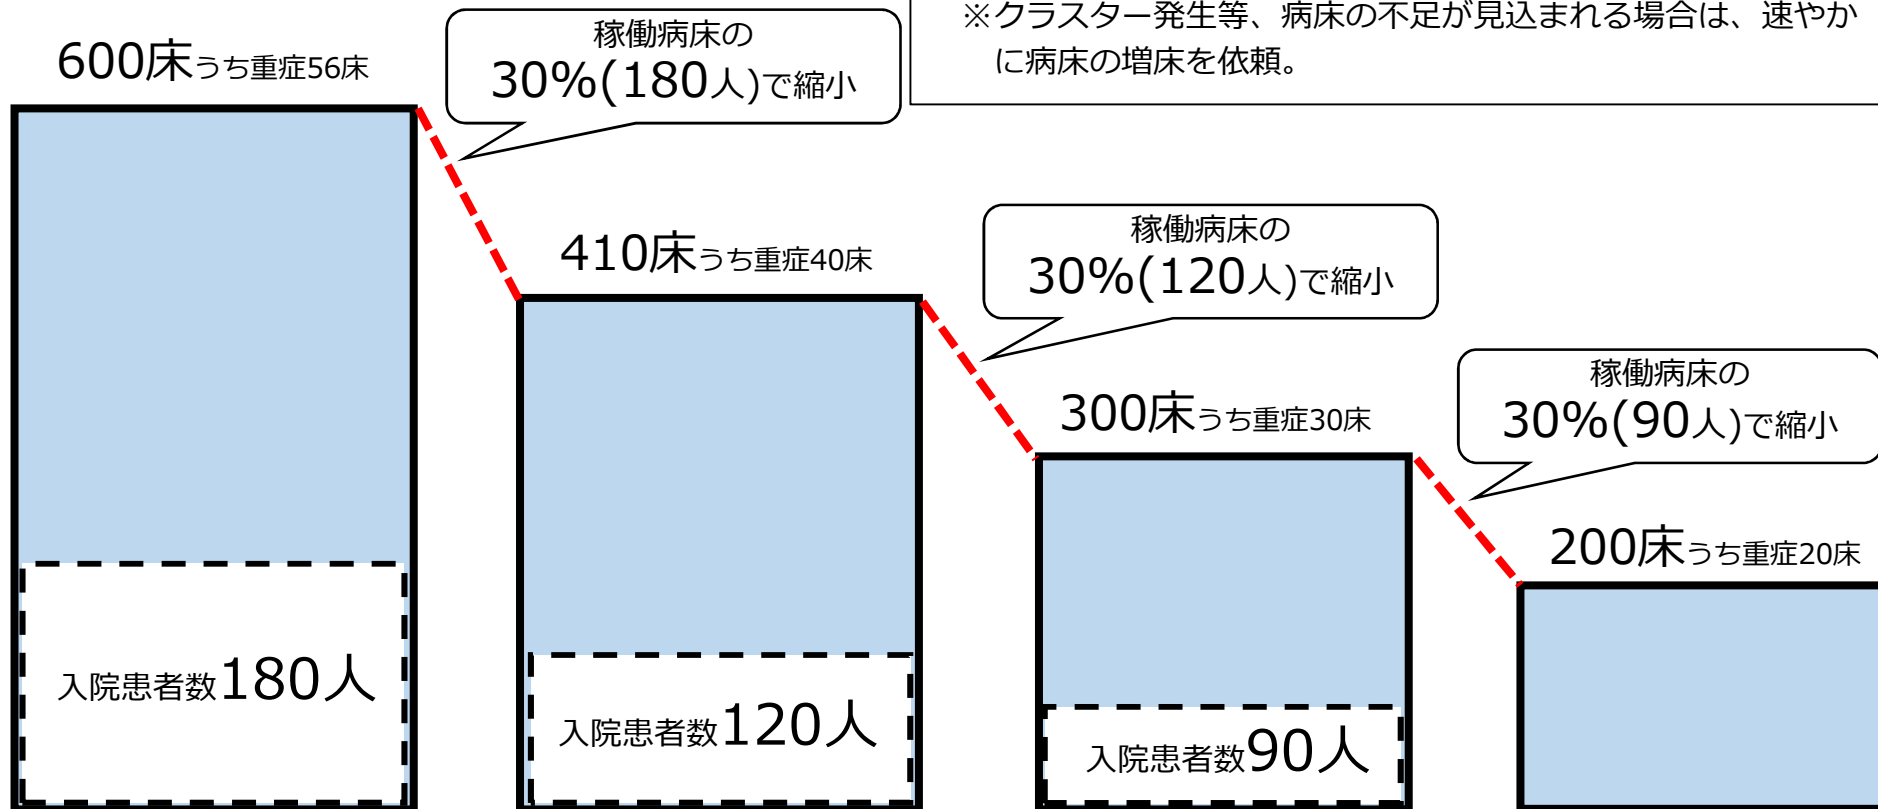 ※クラスター発生等、病床の不足が見込まれる場合は、速やか
に病床の増床を依頼。
600床うち重症56床
稼働病床の
30%(180人)で縮小
410床うち重症40床
稼働病床の
30%(120人)で縮小
300床うち重症30床
稼働病床の
30%(90人)で縮小
200床うち重症20床
入院患者数180人
入院患者数120人
入院患者数90人